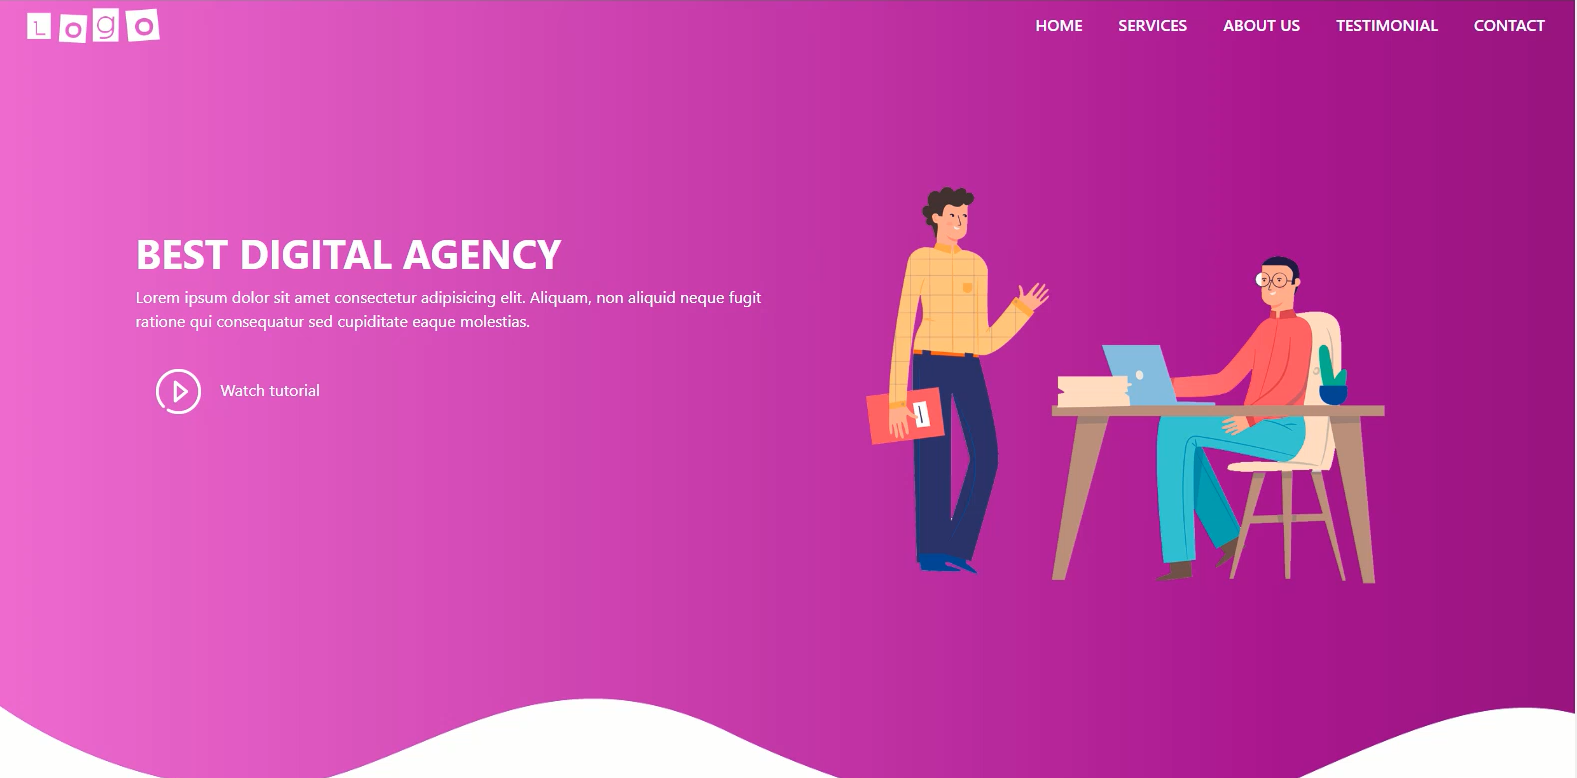 Logo
HOME SERVICES ABOUT US TESTIMONIAL CONTACT
BEST DIGITAL AGENCY
Lorem ipsum dolor sit amet consectetur adipisicing elit. Aliquam, non aliquid neque fugit
ratione qui consequatur sed cupiditate eaque molestias.
Watch tutorial